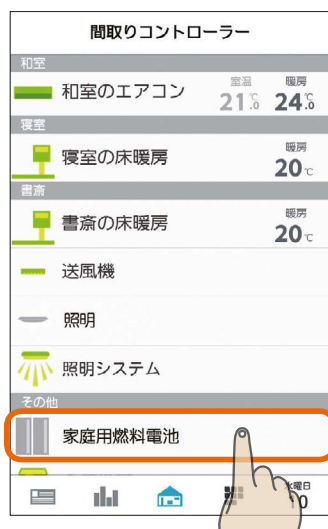 間取りコントローラー
和室
和室のエアコン 室温 21.0℃ 暖房 24.0℃
寝室
寝室の床暖房 暖房 20℃
書斎
書斎の床暖房 暖房 20℃
送風機
照明
照明システム
その他
家庭用燃料電池
水曜日